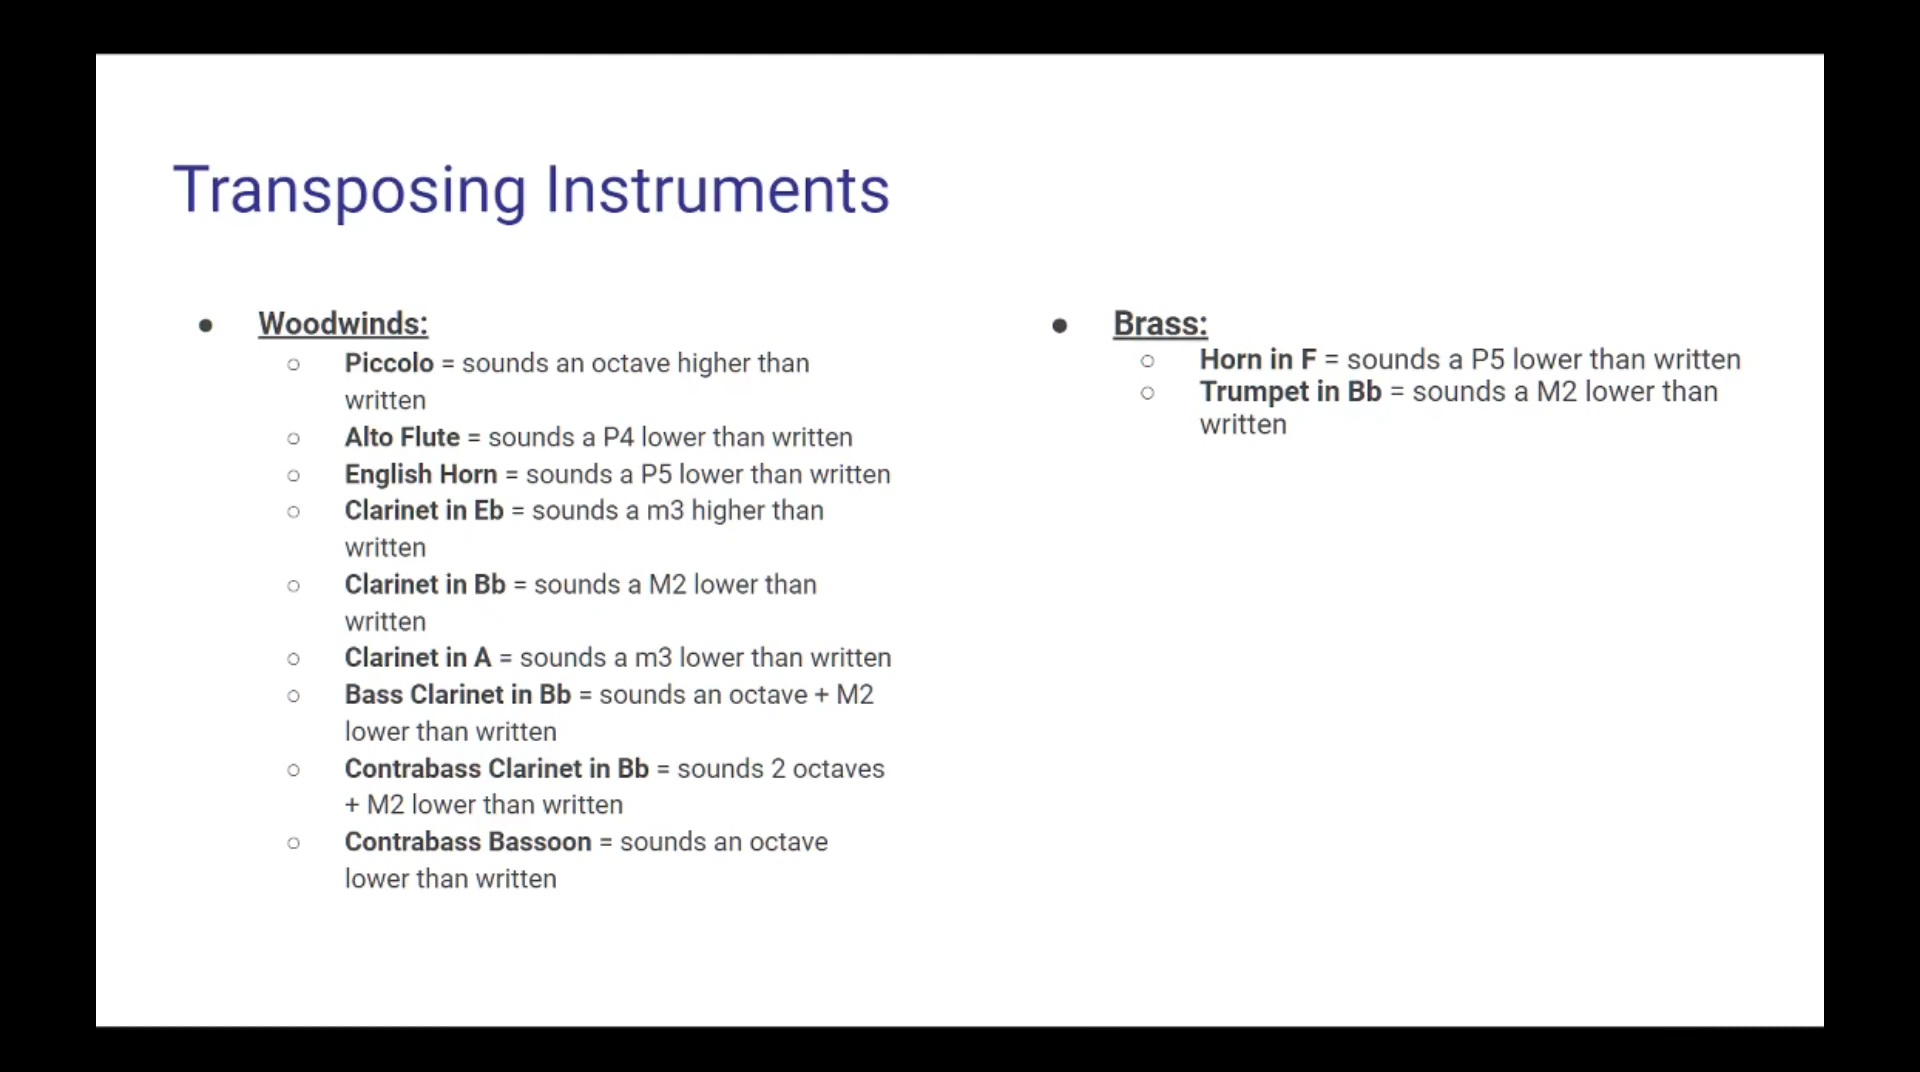 Transposing Instruments
● Woodwinds:
○ Piccolo = sounds an octave higher than
written
○ Alto Flute = sounds a P4 lower than written
○ English Horn = sounds a P5 lower than written
○ Clarinet in Eb = sounds a m3 higher than
written
○ Clarinet in Bb = sounds a M2 lower than
written
○ Clarinet in A = sounds a m3 lower than written
○ Bass Clarinet in Bb = sounds an octave + M2
lower than written
○ Contrabass Clarinet in Bb = sounds 2 octaves
+ M2 lower than written
○ Contrabass Bassoon = sounds an octave
lower than written
● Brass:
○ Horn in F = sounds a P5 lower than written
○ Trumpet in Bb = sounds a M2 lower than
written